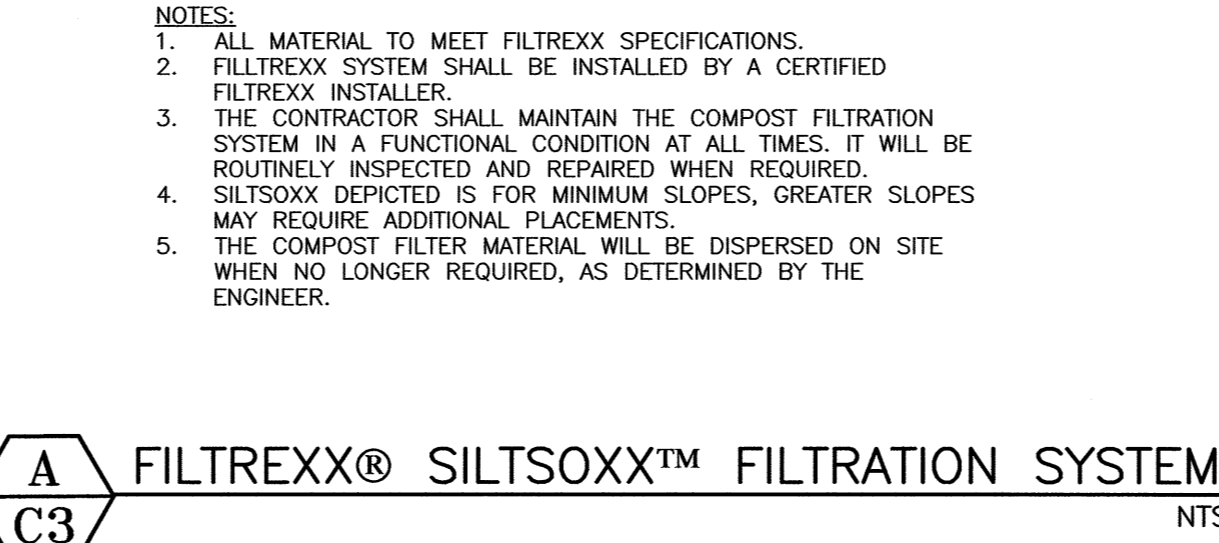 NOTES:
1. ALL MATERIAL TO MEET FILTREXX SPECIFICATIONS.
2. FILLTREXX SYSTEM SHALL BE INSTALLED BY A CERTIFIED
FILTREXX INSTALLER.
3. THE CONTRACTOR SHALL MAINTAIN THE COMPOST FILTRATION
SYSTEM IN A FUNCTIONAL CONDITION AT ALL TIMES. IT WILL BE
ROUTINELY INSPECTED AND REPAIRED WHEN REQUIRED.
4. SILTSOXX DEPICTED IS FOR MINIMUM SLOPES, GREATER SLOPES
MAY REQUIRE ADDITIONAL PLACEMENTS.
5. THE COMPOST FILTER MATERIAL WILL BE DISPERSED ON SITE
WHEN NO LONGER REQUIRED, AS DETERMINED BY THE
ENGINEER.
A FILTREXX® SILTSOXX™ FILTRATION SYSTEM
C3 NTS